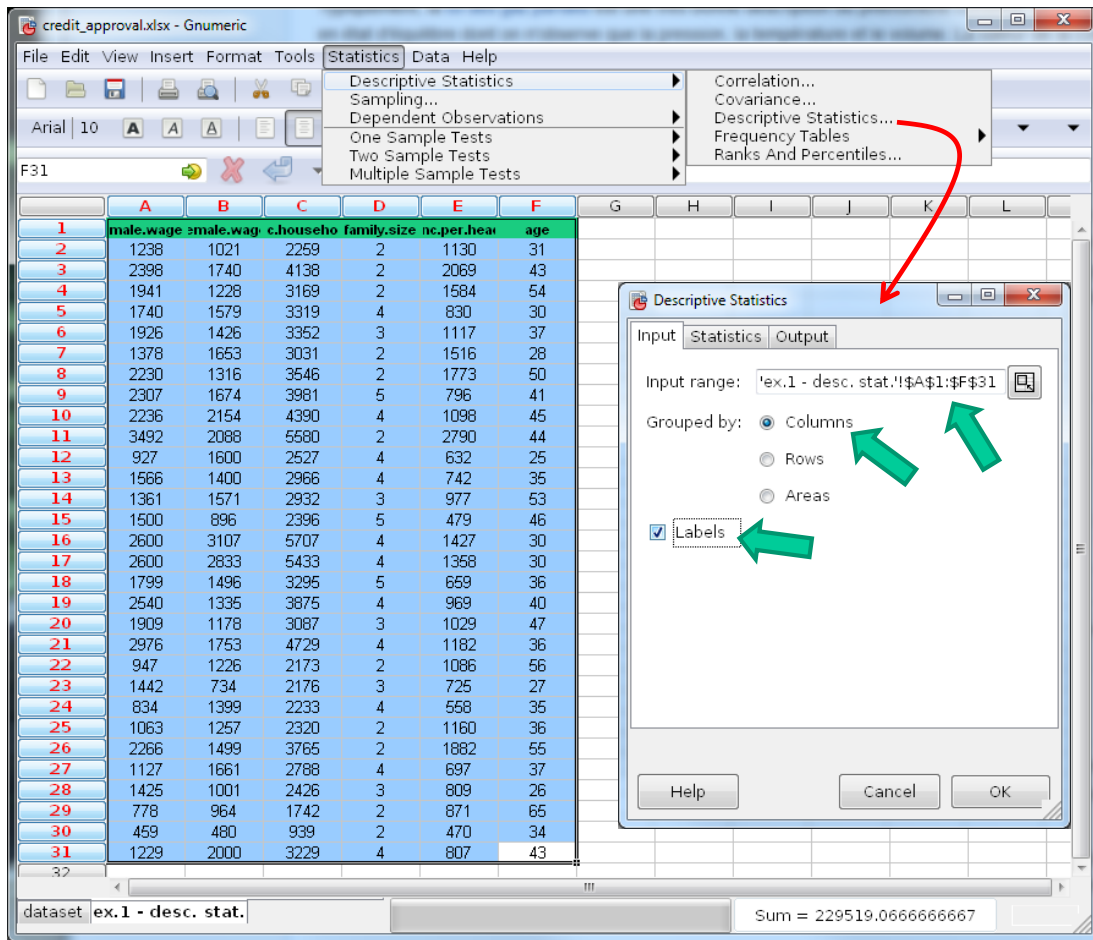 credit_approval.xlsx - Gnumeric
File Edit View Insert Format Tools Statistics Data Help
Descriptive Statistics
Sampling...
Dependent Observations
One Sample Tests
Two Sample Tests
Multiple Sample Tests
Correlation...
Covariance...
Descriptive Statistics...
Frequency Tables
Ranks And Percentiles...
Arial 10 A A A
F31
A B C D E F G H I J K L
1 male.wage emale.wag c.househo family.size nc.per.hea age
2 1238 1021 2259 2 1130 31
3 2398 1740 4138 2 2069 43
4 1941 1228 3169 2 1584 54
5 1740 1579 3319 4 830 30
6 1926 1426 3352 3 1117 37
7 1378 1653 3031 2 1516 28
8 2230 1316 3546 2 1773 50
9 2307 1674 3981 5 796 41
10 2236 2154 4390 4 1098 45
11 3492 2088 5580 2 2790 44
12 927 1600 2527 4 632 25
13 1566 1400 2966 4 742 35
14 1361 1571 2932 3 977 53
15 1500 896 2396 5 479 46
16 2600 3107 5707 4 1427 30
17 2600 2833 5433 4 1358 30
18 1799 1496 3295 5 659 36
19 2540 1335 3875 4 969 40
20 1909 1178 3087 3 1029 47
21 2976 1753 4729 4 1182 36
22 947 1226 2173 2 1086 56
23 1442 734 2176 3 725 27
24 834 1399 2233 4 558 35
25 1063 1257 2320 2 1160 36
26 2266 1499 3765 2 1882 55
27 1127 1661 2788 4 697 37
28 1425 1001 2426 3 809 26
29 778 964 1742 2 871 65
30 459 480 939 2 470 34
31 1229 2000 3229 4 807 43
32
Descriptive Statistics
Input Statistics Output
Input range: 'ex.1 - desc. stat.'!$A$1:$F$31
Grouped by: Columns
Rows
Areas
Labels
Help Cancel OK
dataset ex.1 - desc. stat.
Sum = 229519.0666666667